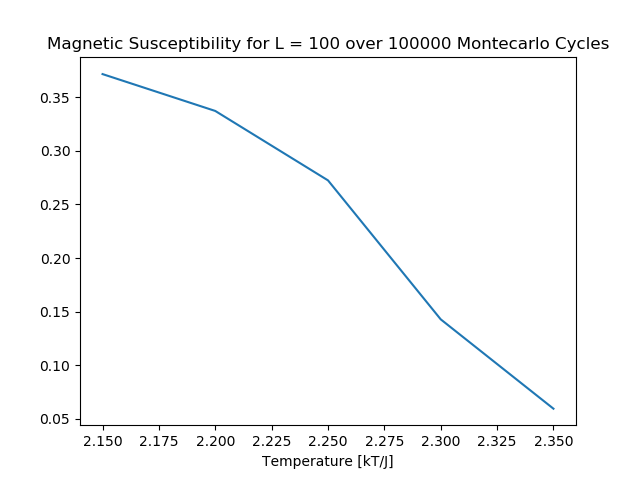 Magnetic Susceptibility for L = 100 over 100000 Montecarlo Cycles
0.35
0.30
0.25
0.20
0.15
0.10
0.05
2.150 2.175 2.200 2.225 2.250 2.275 2.300 2.325 2.350
Temperature [kT/J]